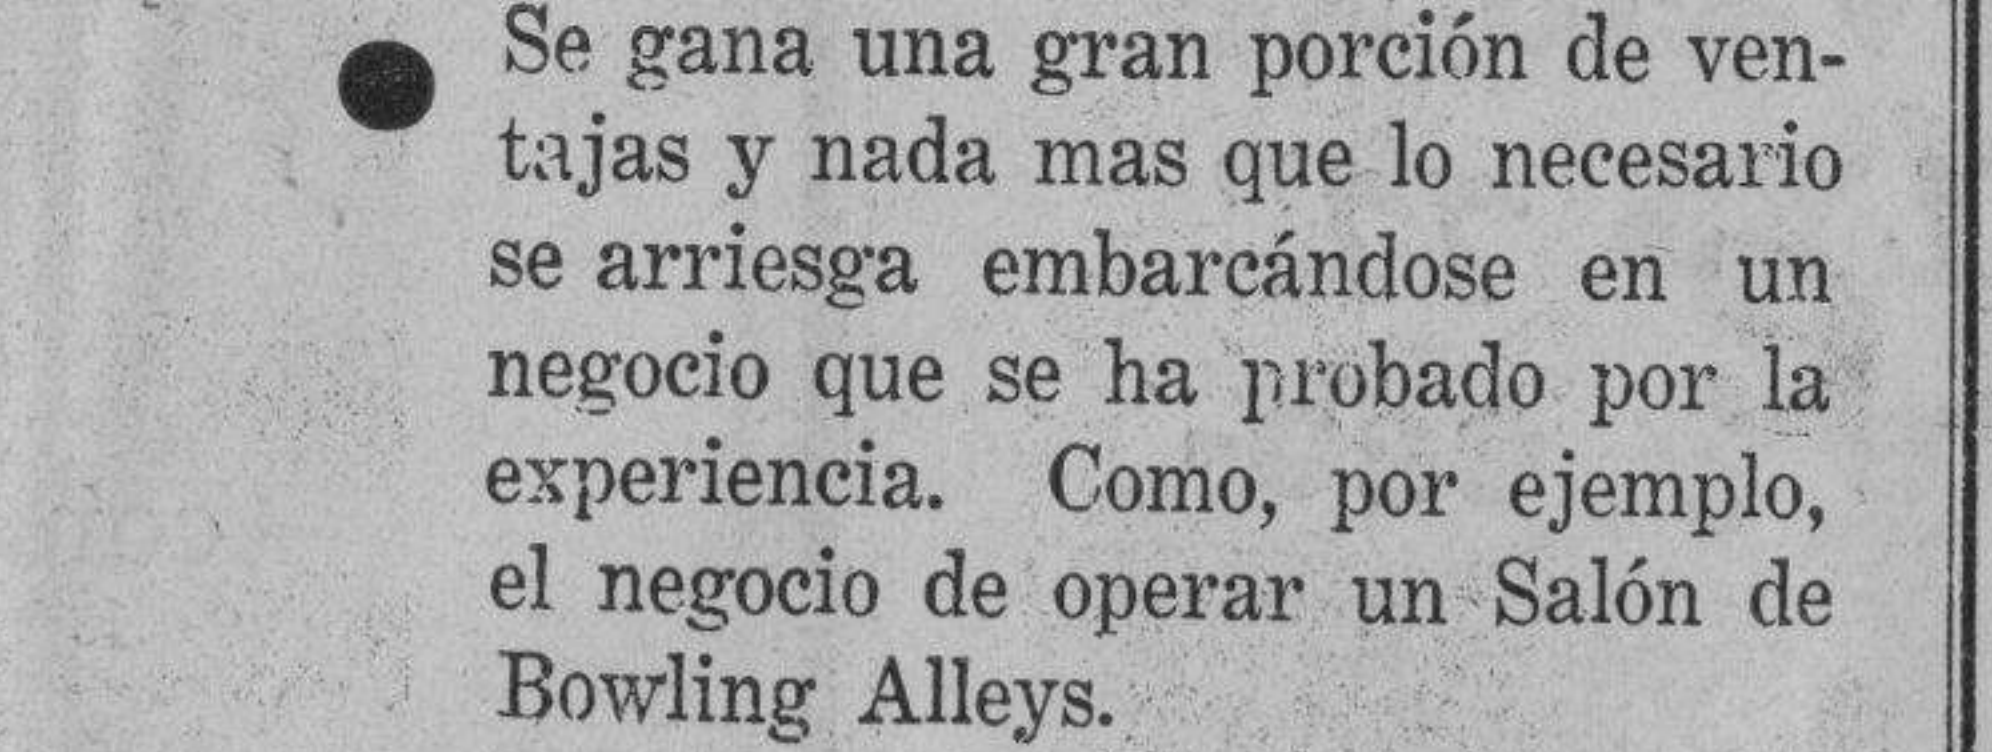 Se gana una gran porción de ven-
tajas y nada mas que lo necesario
se arriesga embarcándose en un
negocio que se ha probado por la
experiencia. Como, por ejemplo,
el negocio de operar un Salón de
Bowling Alleys.